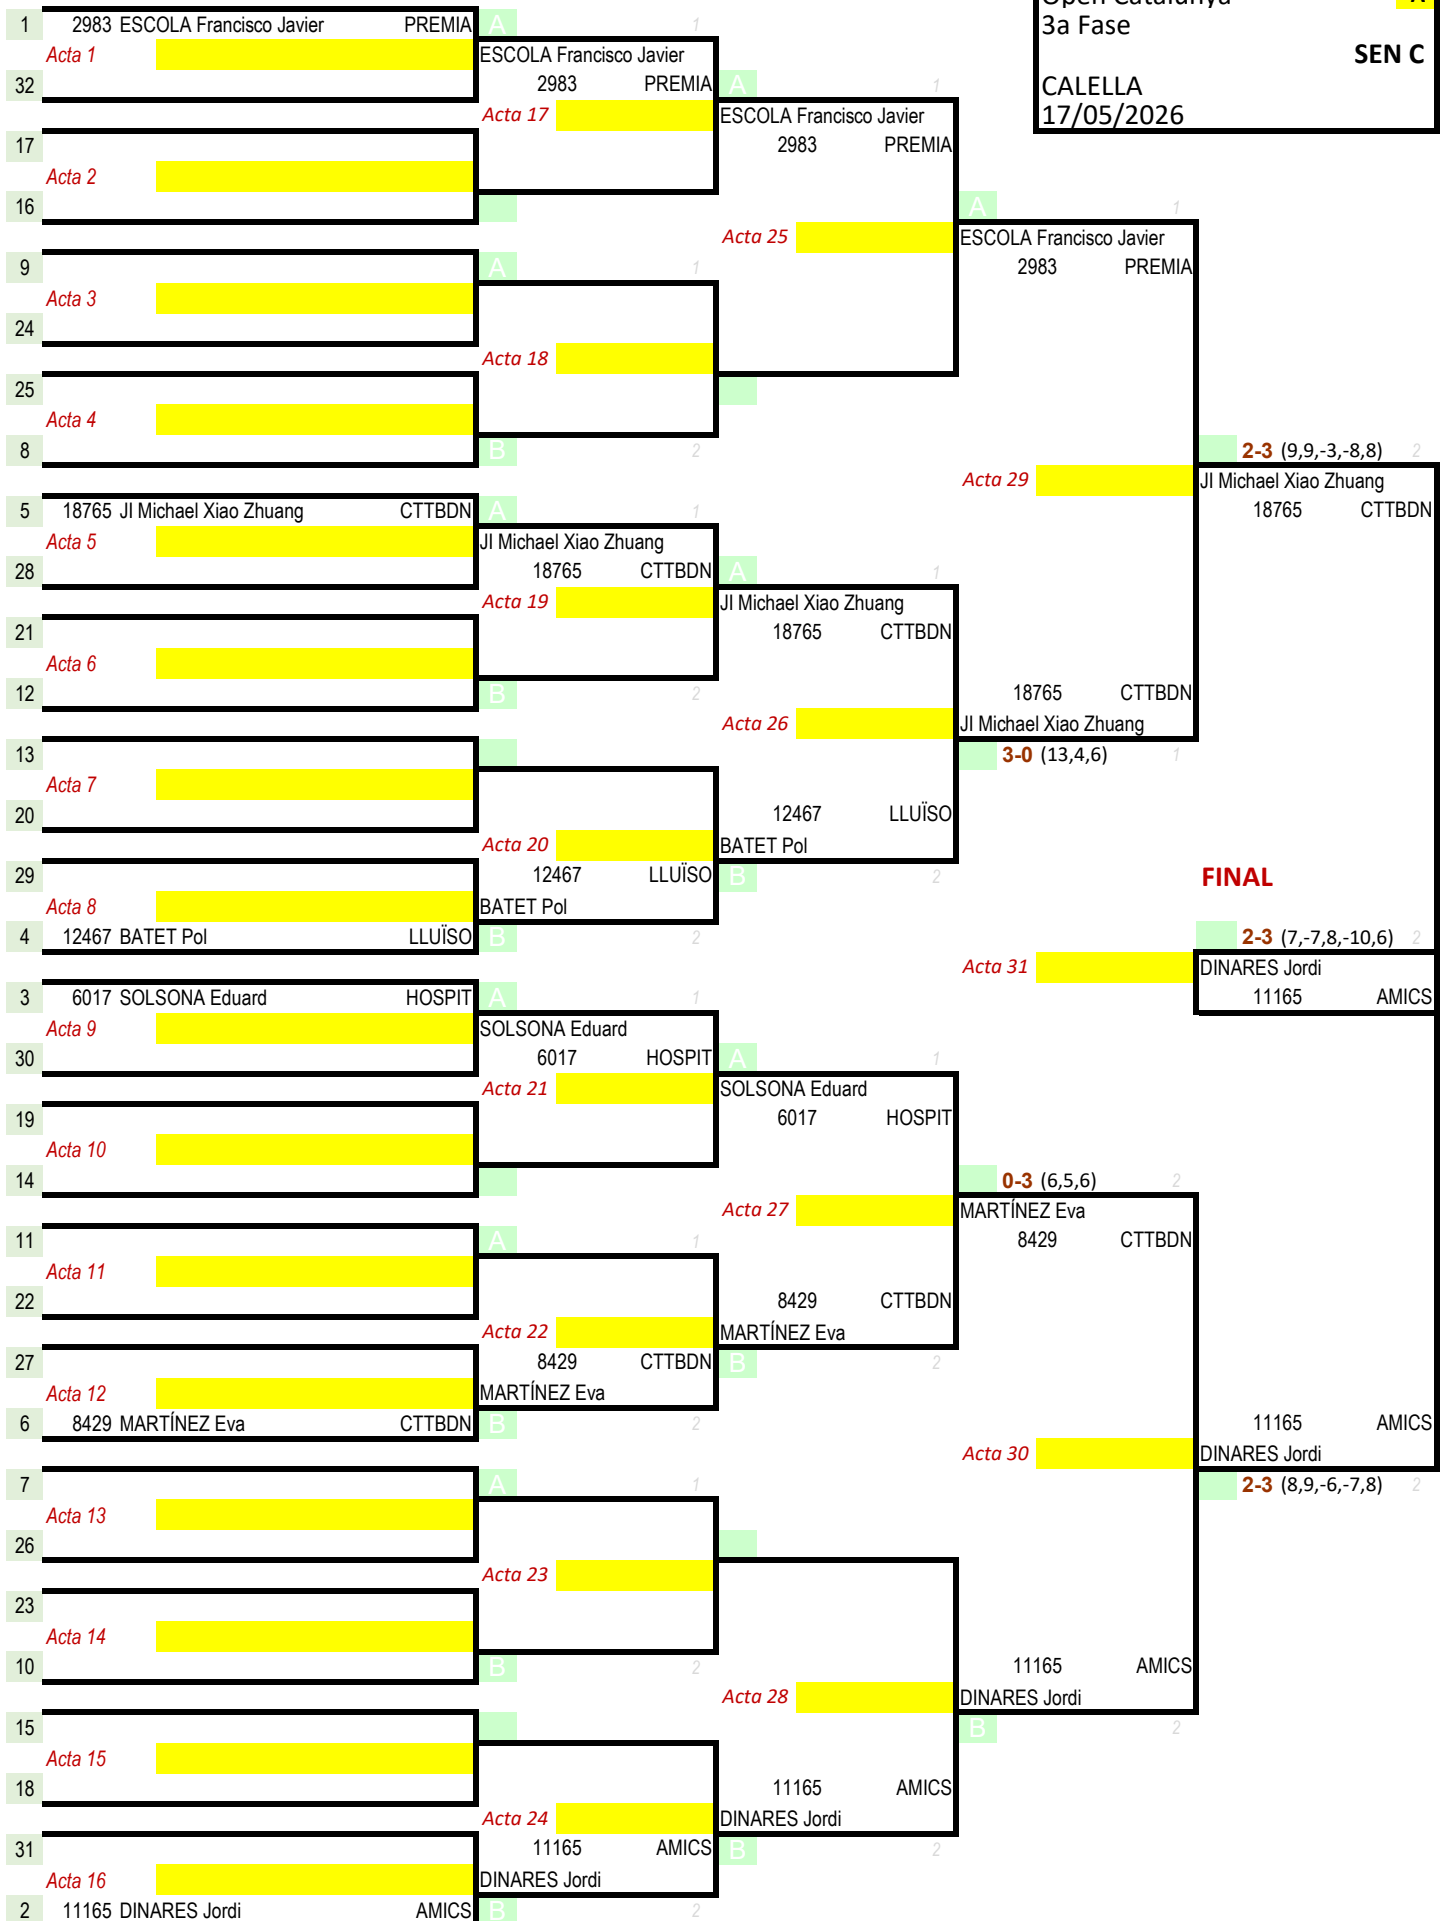 Open Catalunya A
3a Fase
SEN C
CALELLA
17/05/2026
1 2983 ESCOLA Francisco Javier PREMIA A 1
Acta 1 ESCOLA Francisco Javier
32 2983 PREMIA A 1
Acta 17 ESCOLA Francisco Javier
17 2983 PREMIA
Acta 2
16 A 1
Acta 25 ESCOLA Francisco Javier
9 A 1 2983 PREMIA
Acta 3
24
Acta 18
25
Acta 4
8 B 2 2-3 (9,9,-3,-8,8) 2
Acta 29 JI Michael Xiao Zhuang
5 18765 JI Michael Xiao Zhuang CTTBDN A 1 18765 CTTBDN
Acta 5 JI Michael Xiao Zhuang
28 18765 CTTBDN A 1
Acta 19 JI Michael Xiao Zhuang
21 18765 CTTBDN
Acta 6
12 B 2 18765 CTTBDN
Acta 26 JI Michael Xiao Zhuang
13 3-0 (13,4,6) 1
Acta 7
20 12467 LLUÏSO
Acta 20 BATET Pol
29 12467 LLUÏSO B 2 FINAL
Acta 8 BATET Pol
4 12467 BATET Pol LLUÏSO B 2 2-3 (7,-7,8,-10,6) 2
Acta 31 DINARES Jordi
3 6017 SOLSONA Eduard HOSPIT A 1 11165 AMICS
Acta 9 SOLSONA Eduard
30 6017 HOSPIT A 1
Acta 21 SOLSONA Eduard
19 6017 HOSPIT
Acta 10
14 0-3 (6,5,6) 2
Acta 27 MARTÍNEZ Eva
11 A 1 8429 CTTBDN
Acta 11
22 8429 CTTBDN
Acta 22 MARTÍNEZ Eva
27 8429 CTTBDN B 2
Acta 12 MARTÍNEZ Eva
6 8429 MARTÍNEZ Eva CTTBDN B 2 11165 AMICS
Acta 30 DINARES Jordi
7 A 1 2-3 (8,9,-6,-7,8) 2
Acta 13
26
Acta 23
23
Acta 14
10 B 2 11165 AMICS
Acta 28 DINARES Jordi
15 B 2
Acta 15
18 11165 AMICS
Acta 24 DINARES Jordi
31 11165 AMICS B 2
Acta 16 DINARES Jordi
2 11165 DINARES Jordi AMICS B 2